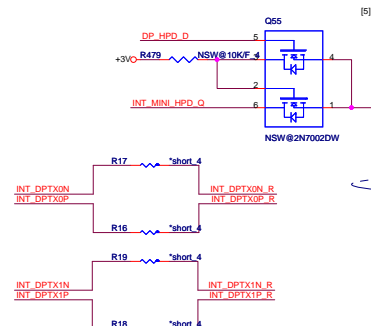 [5]
Q55
DP_HPD_D
5
+3V
R479
NSW@10K/F_4
3
4
2
INT_MINI_HPD_Q
6
1
NSW@2N7002DW
R17
*short_4
INT_DPTX0N
INT_DPTX0N_R
INT_DPTX0P
INT_DPTX0P_R
R16
*short_4
R19
*short_4
INT_DPTX1N
INT_DPTX1N_R
INT_DPTX1P
INT_DPTX1P_R
R18
*short_4